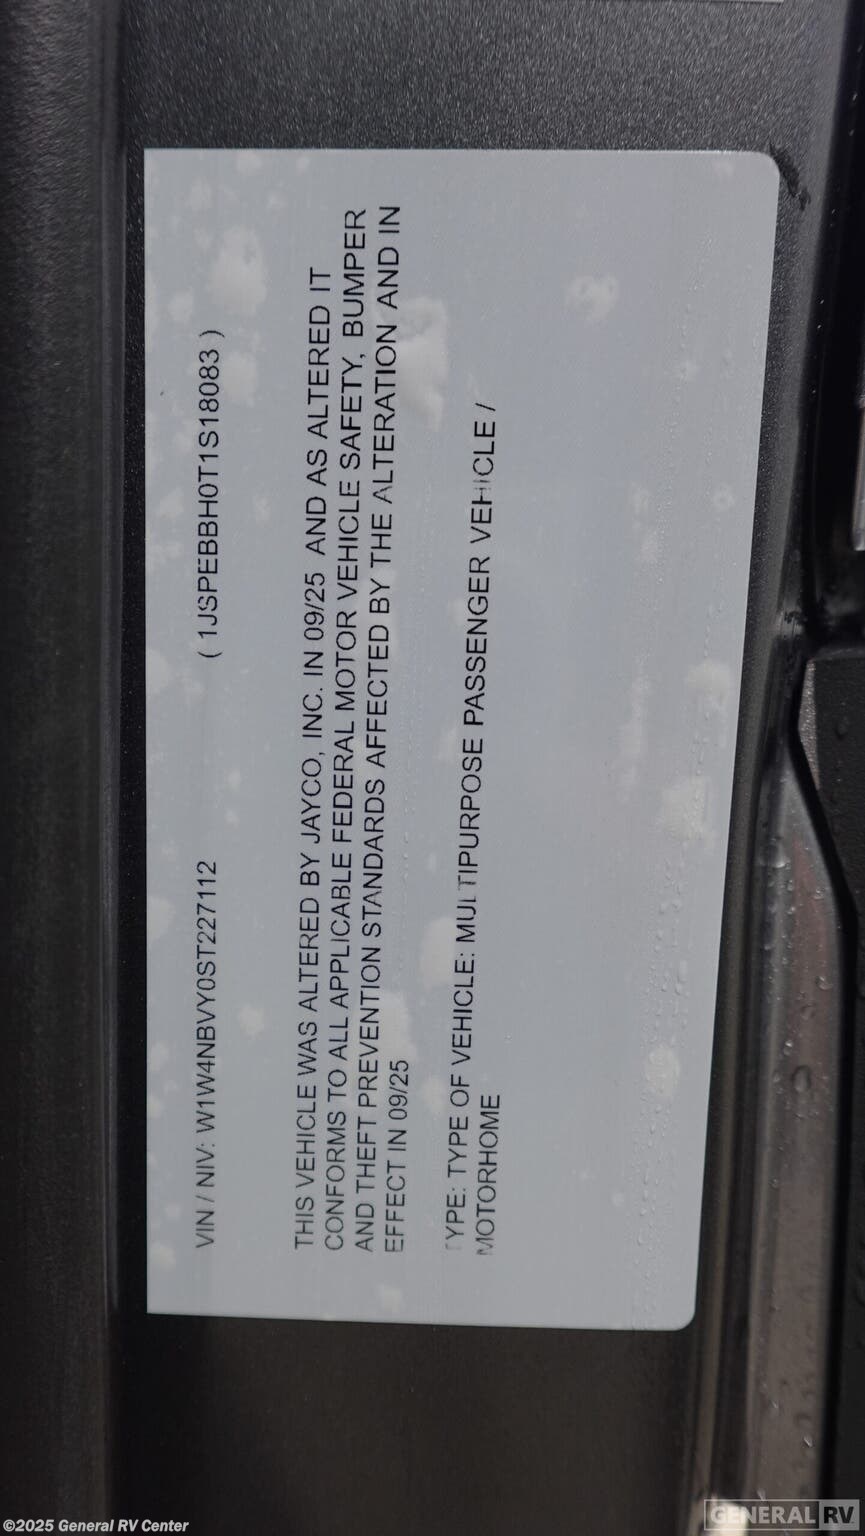 VIN / NIV: W1W4NBVY0ST227112 ( 1JSPEBBH0T1S18083 )
THIS VEHICLE WAS ALTERED BY JAYCO, INC. IN 09/25 AND AS ALTERED IT
CONFORMS TO ALL APPLICABLE FEDERAL MOTOR VEHICLE SAFETY, BUMPER
AND THEFT PREVENTION STANDARDS AFFECTED BY THE ALTERATION AND IN
EFFECT IN 09/25
TYPE: TYPE OF VEHICLE: MULTIPURPOSE PASSENGER VEHICLE /
MOTORHOME
©2025 General RV Center
GENERAL RV